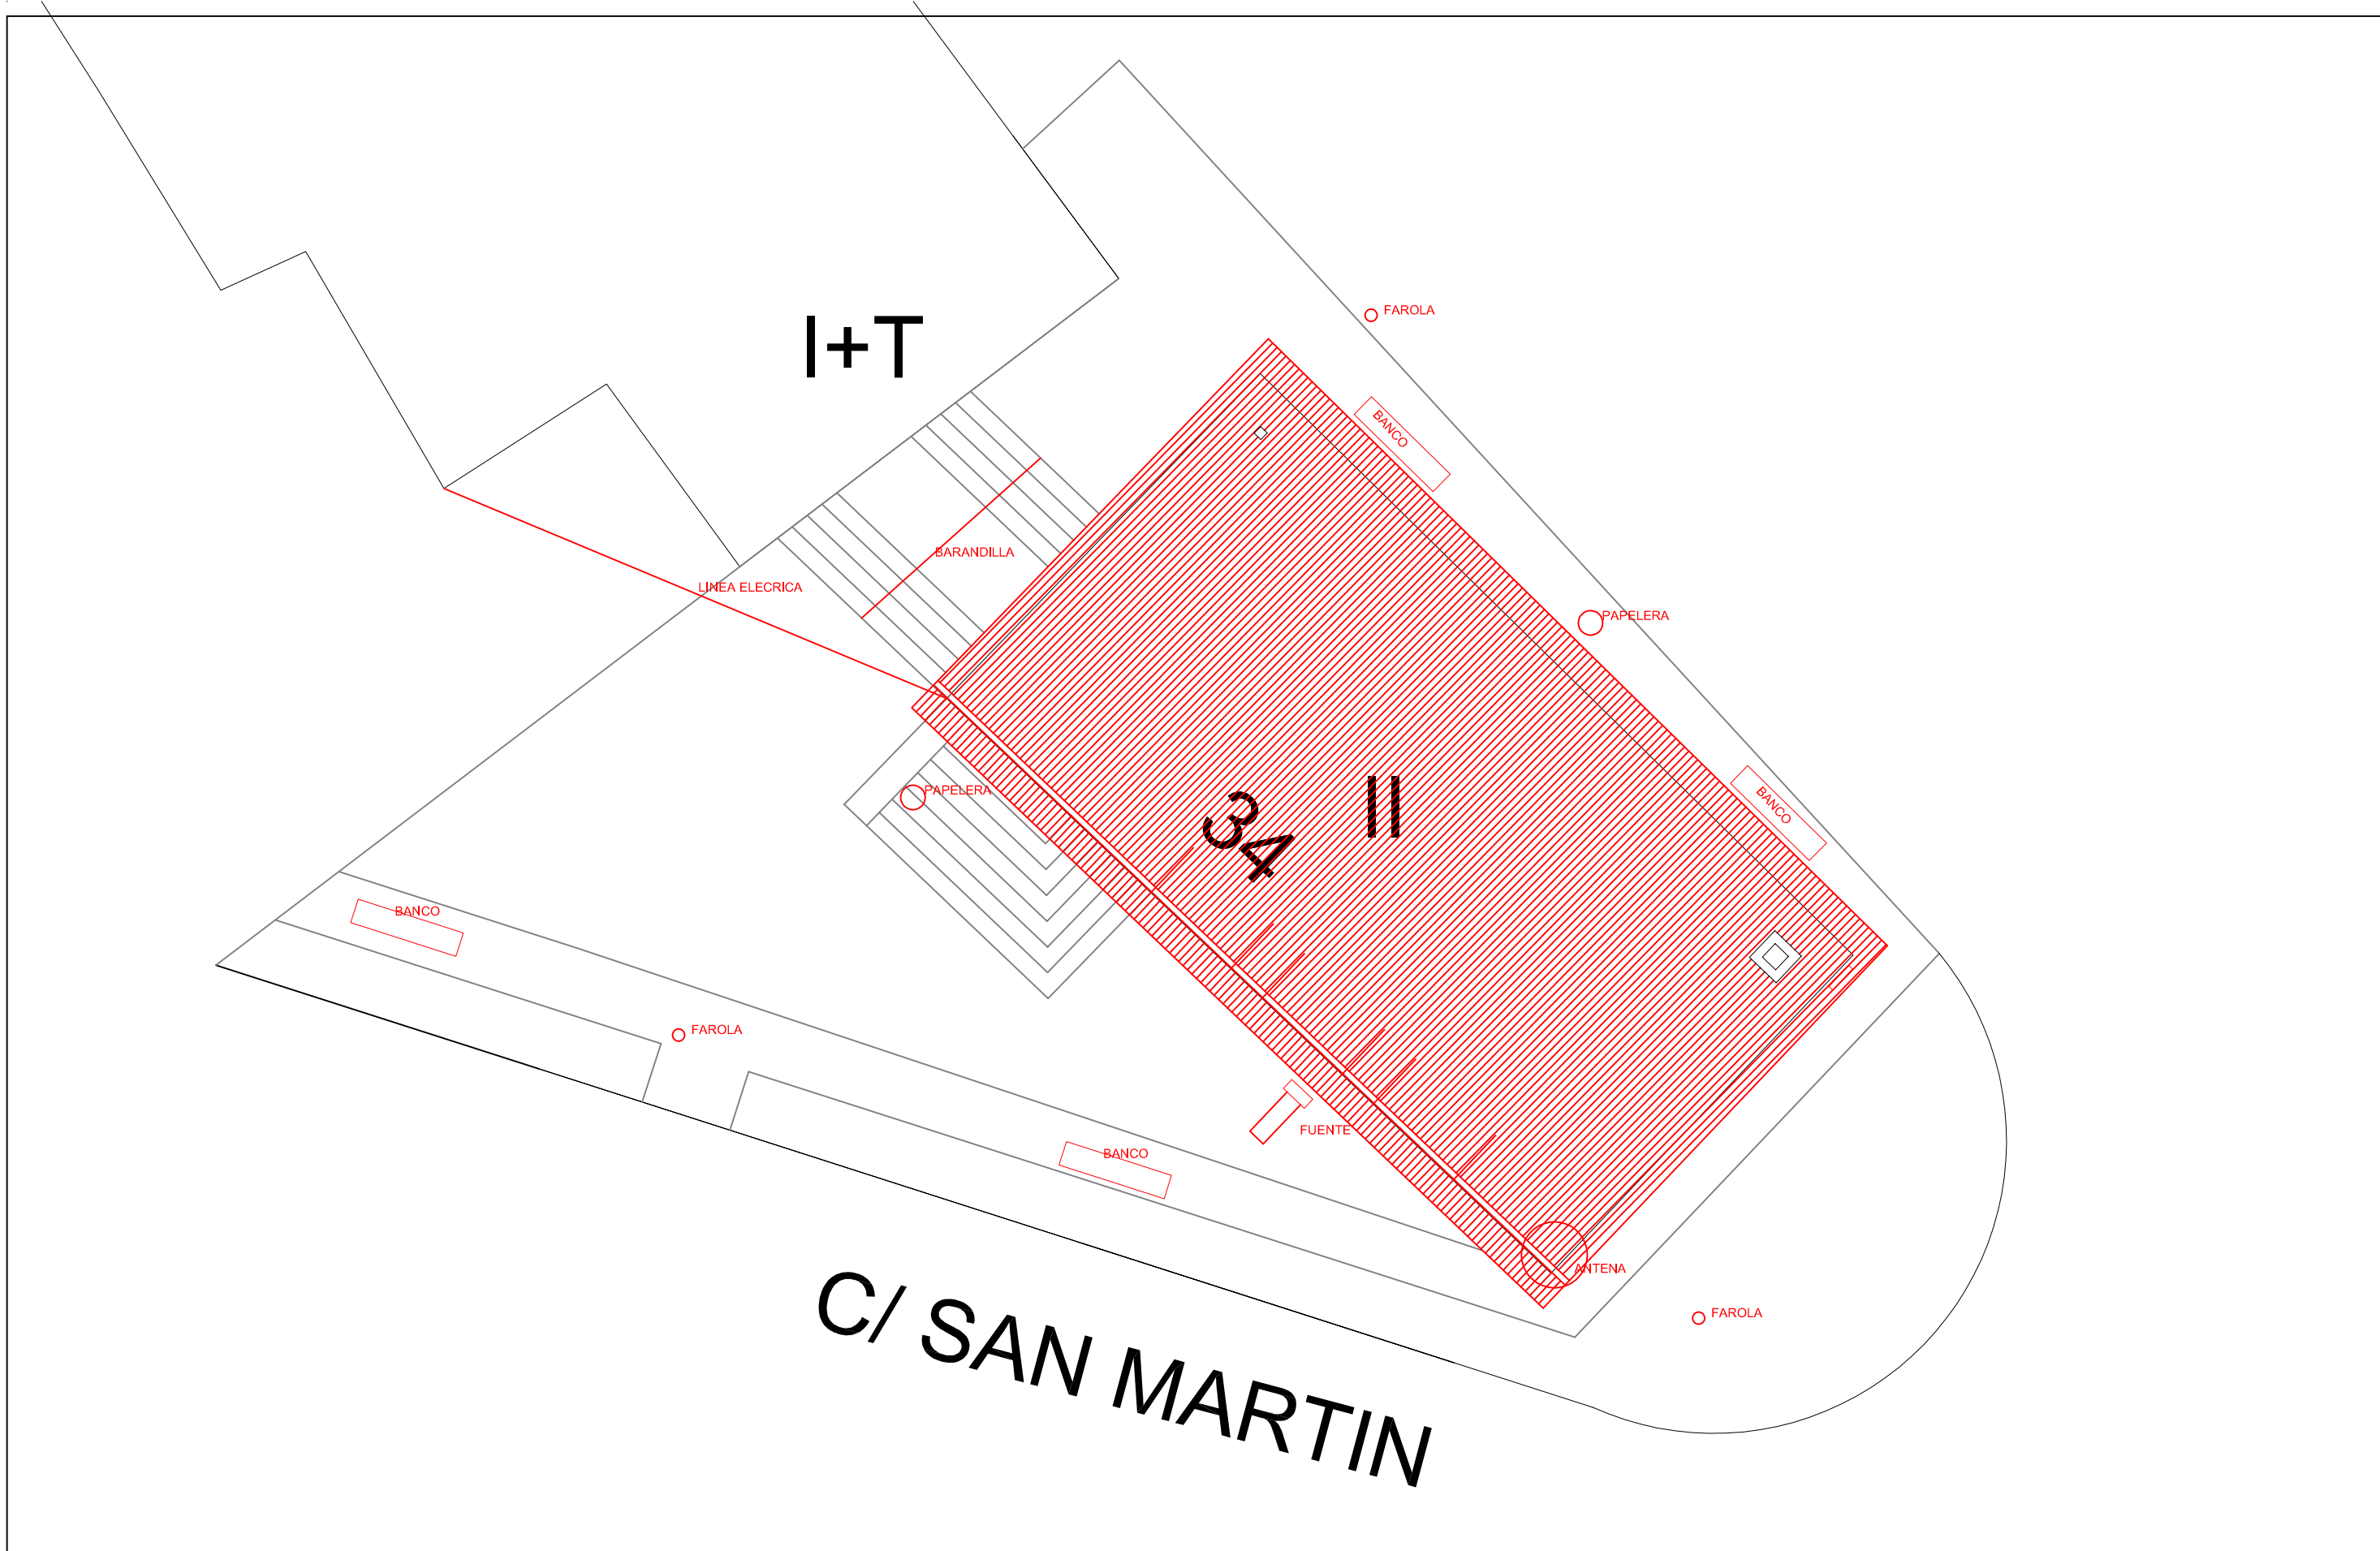 FAROLA
I+T
BANCO
BARANDILLA
LINEA ELECRICA
PAPELERA
PAPELERA
BANCO
34
II
BANCO
FAROLA
FUENTE
BANCO
ANTENA
FAROLA
C/ SAN MARTIN